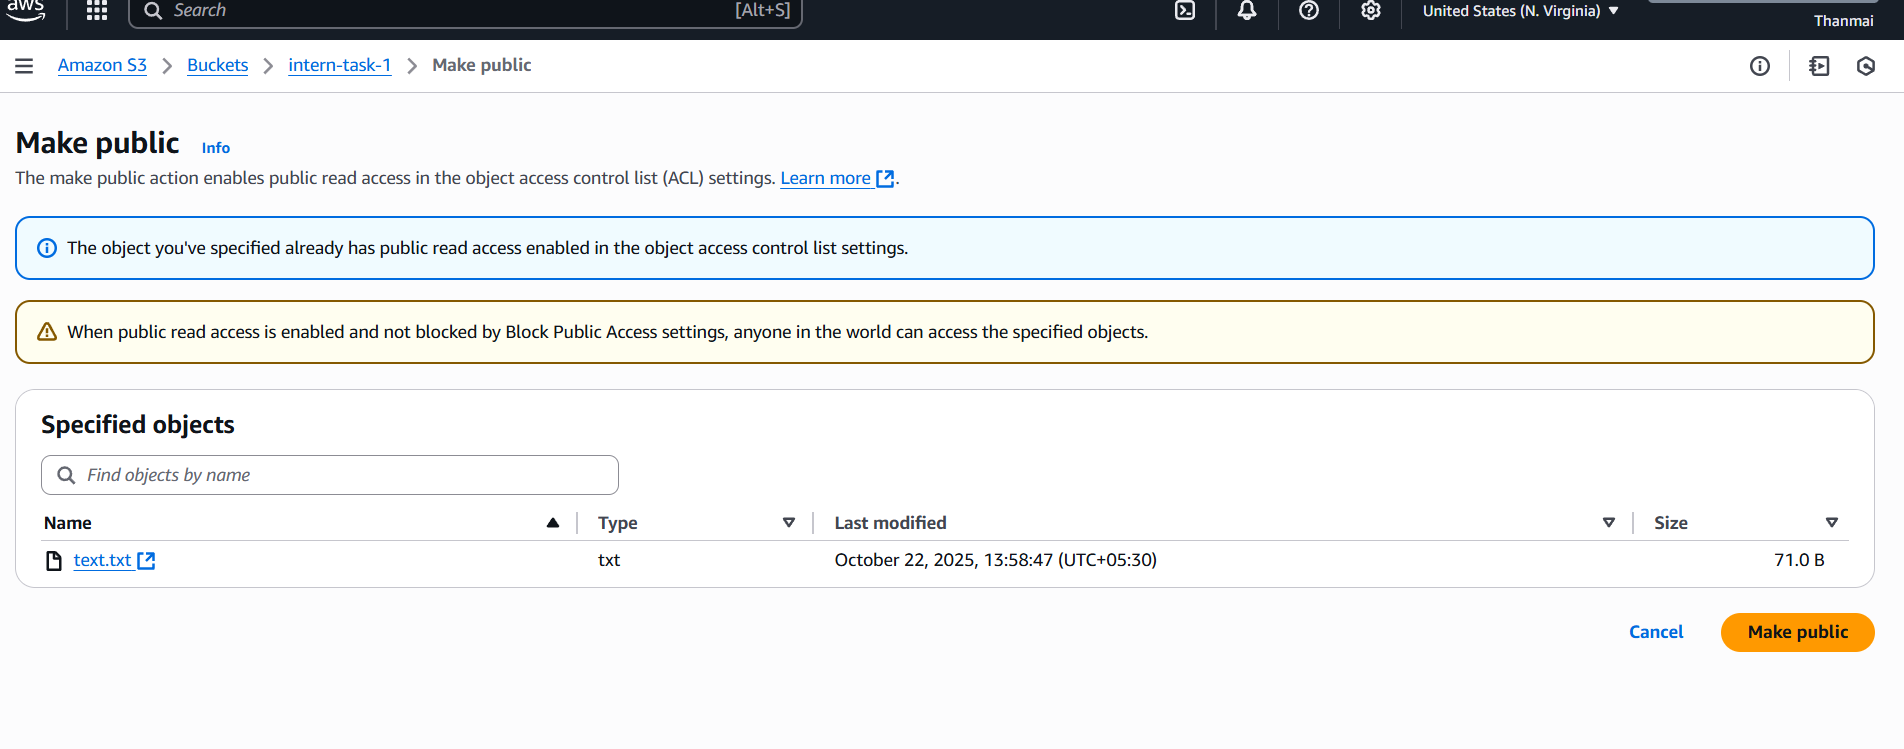 aws
Search [Alt+S] United States (N. Virginia) ▼
Thanmai
Amazon S3 > Buckets > intern-task-1 > Make public
Make public Info
The make public action enables public read access in the object access control list (ACL) settings. Learn more.
The object you've specified already has public read access enabled in the object access control list settings.
When public read access is enabled and not blocked by Block Public Access settings, anyone in the world can access the specified objects.
Specified objects
Find objects by name
Name Type Last modified Size
text.txt txt October 22, 2025, 13:58:47 (UTC+05:30) 71.0 B
Cancel Make public